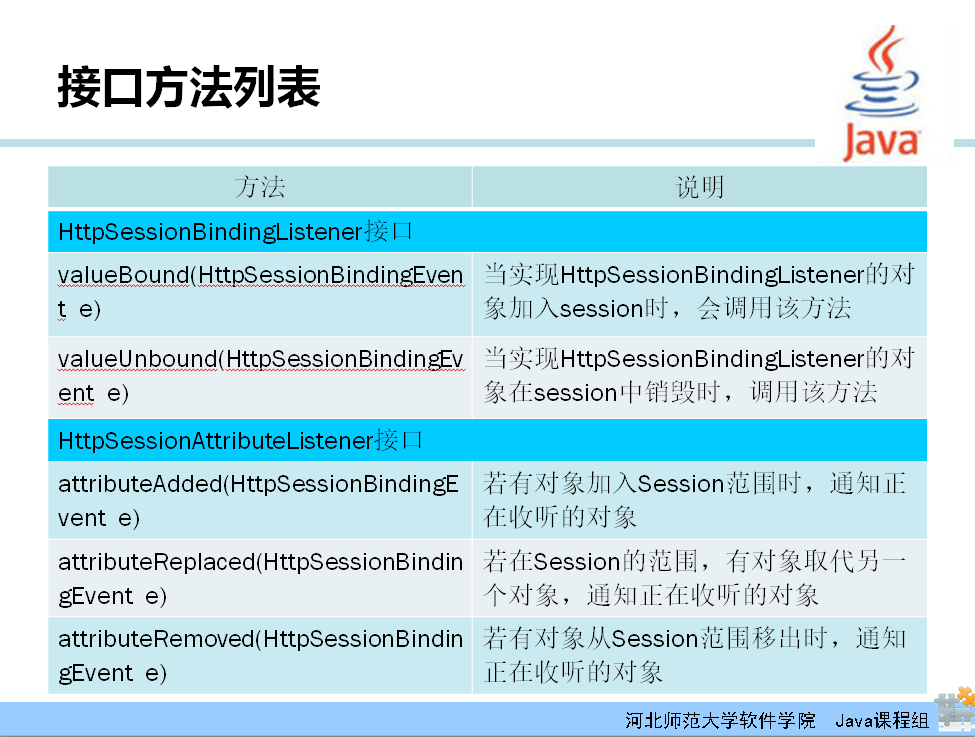 接口方法列表
Java
方法 说明
HttpSessionBindingListener接口
valueBound(HttpSessionBindingEven
t e)
当实现HttpSessionBindingListener的对
象加入session时，会调用该方法
valueUnbound(HttpSessionBindingEv
ent e)
当实现HttpSessionBindingListener的对
象在session中销毁时，调用该方法
HttpSessionAttributeListener接口
attributeAdded(HttpSessionBindingE
vent e)
若有对象加入Session范围时，通知正
在收听的对象
attributeReplaced(HttpSessionBindin
gEvent e)
若在Session的范围，有对象取代另一
个对象，通知正在收听的对象
attributeRemoved(HttpSessionBindin
gEvent e)
若有对象从Session范围移出时，通知
正在收听的对象
河北师范大学软件学院 Java课程组